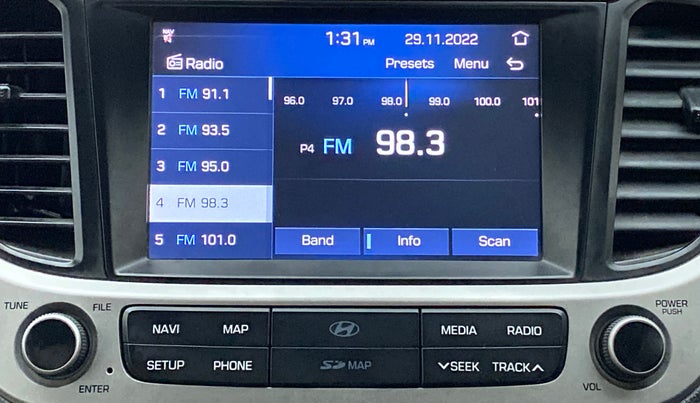 NAV
1:31 PM 29.11.2022
Radio Presets Menu
1 FM 91.1
2 FM 93.5
3 FM 95.0
4 FM 98.3
5 FM 101.0
96.0 97.0 98.0 99.0 100.0 101
P4 FM 98.3
Band Info Scan
TUNE FILE
ENTER
NAVI MAP
SETUP PHONE
SD MAP
MEDIA RADIO
SEEK TRACK
POWER
PUSH
VOL